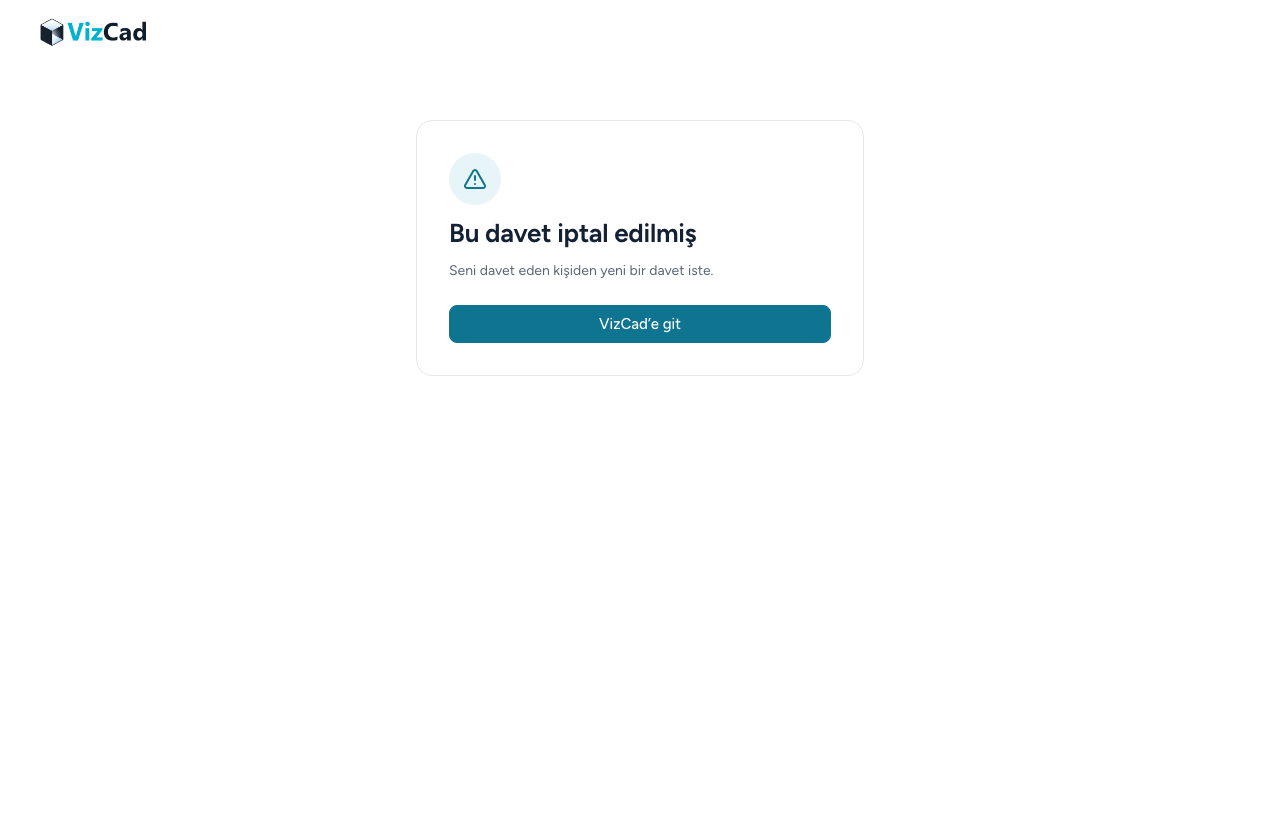 VizCad
Bu davet iptal edilmiş
Seni davet eden kişiden yeni bir davet iste.
VizCad’e git